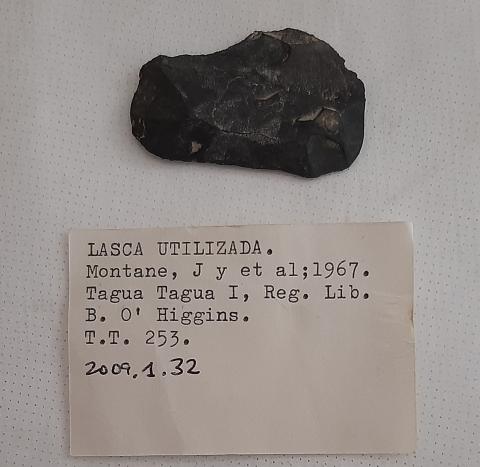 LASCA UTILIZADA.
Montane, J y et al;1967.
Tagua Tagua I, Reg. Lib.
B. O' Higgins.
T.T. 253.
2009.1.32